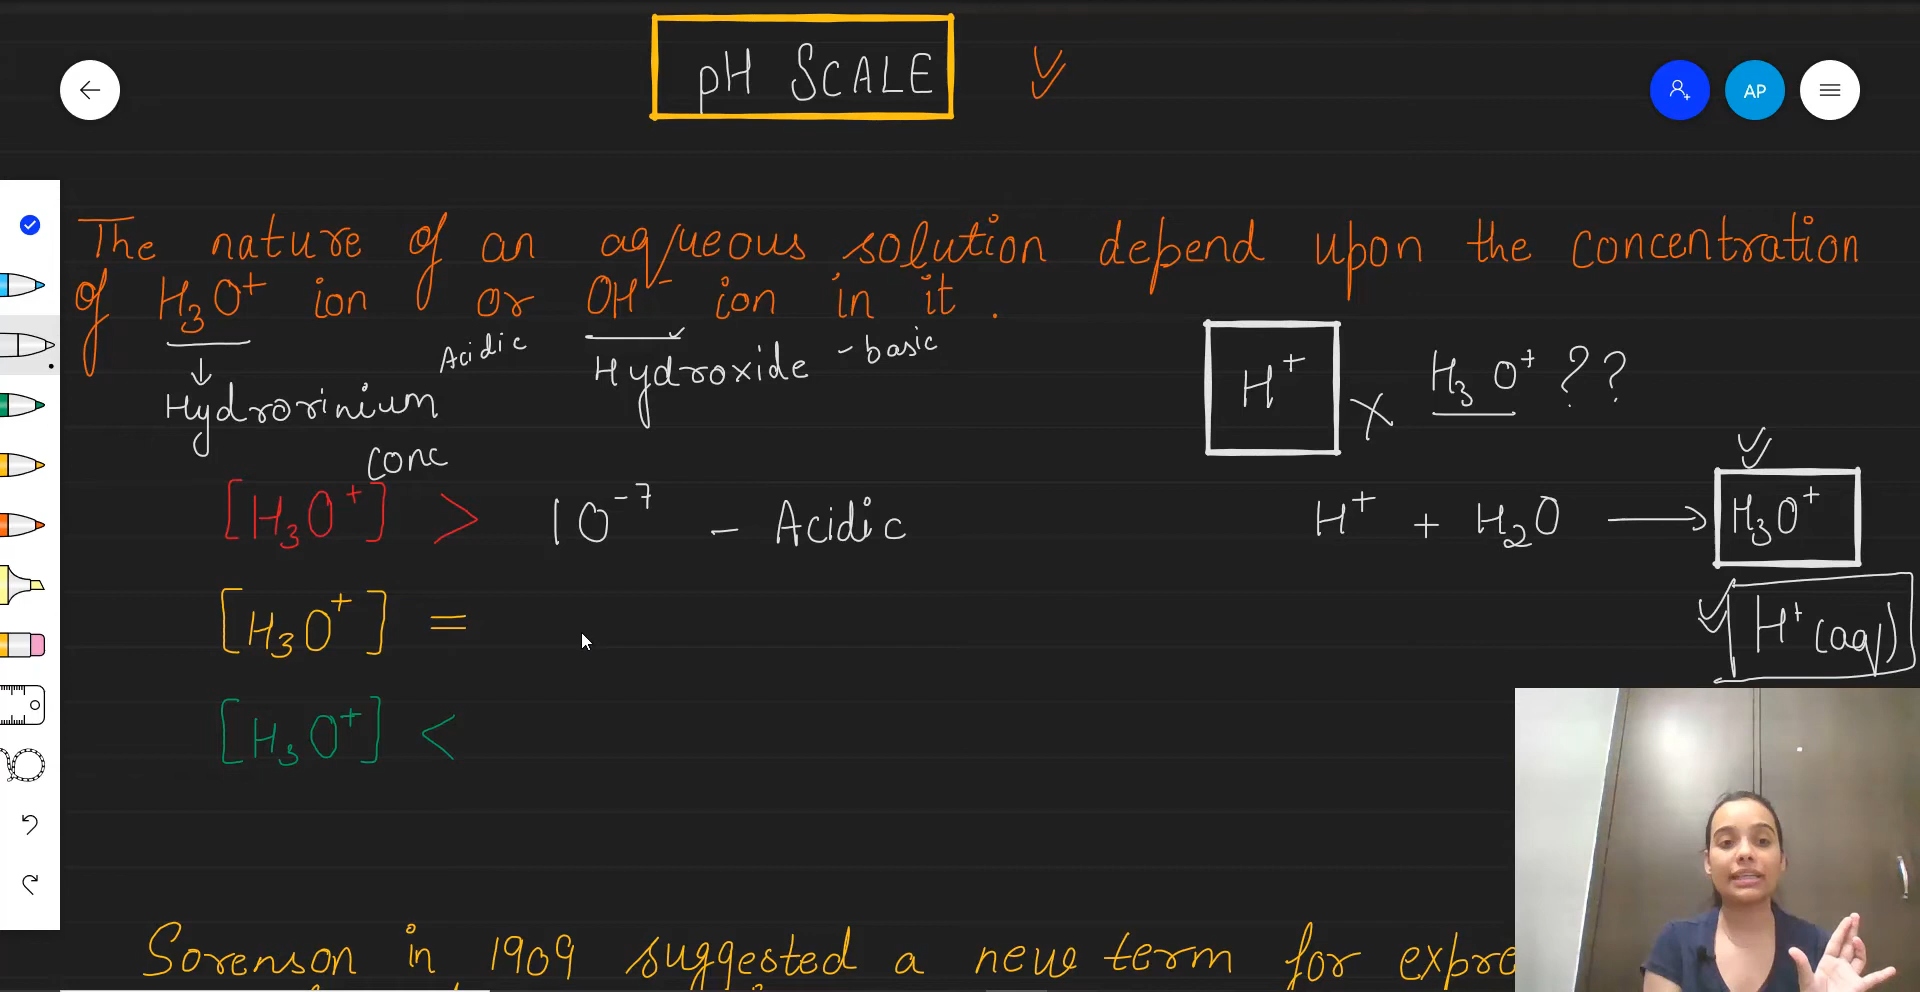 pH SCALE
AP
The nature of an aqueous solution depend upon the concentration
of H₃O⁺ ion or OH⁻ ion in it .
Acidic
Hydroxide - basic
Hydrorinium
H⁺ X H₃O⁺ ??
conc
[H₃O⁺] > 10⁻⁷ - Acidic
H⁺ + H₂O → H₃O⁺
[H₃O⁺] =
H⁺ (aq)
[H₃O⁺] <
Sorenson in 1909 suggested a new term for expre